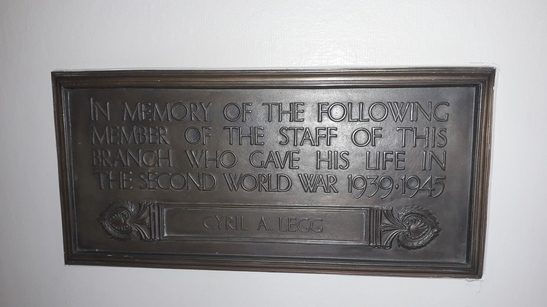 IN MEMORY OF THE FOLLOWING
MEMBER OF THE STAFF OF THIS
BRANCH WHO GAVE HIS LIFE IN
THE SECOND WORLD WAR 1939·1945
CYRIL A. LEGG